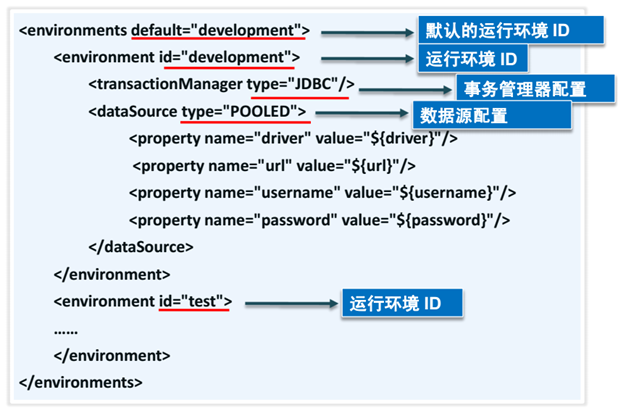 <environments default="development"> 默认的运行环境 ID
<environment id="development"> 运行环境 ID
<transactionManager type="JDBC"/> 事务管理器配置
<dataSource type="POOLED"> 数据源配置
<property name="driver" value="${driver}"/>
<property name="url" value="${url}"/>
<property name="username" value="${username}"/>
<property name="password" value="${password}"/>
</dataSource>
</environment>
<environment id="test"> 运行环境 ID
……
</environment>
</environments>